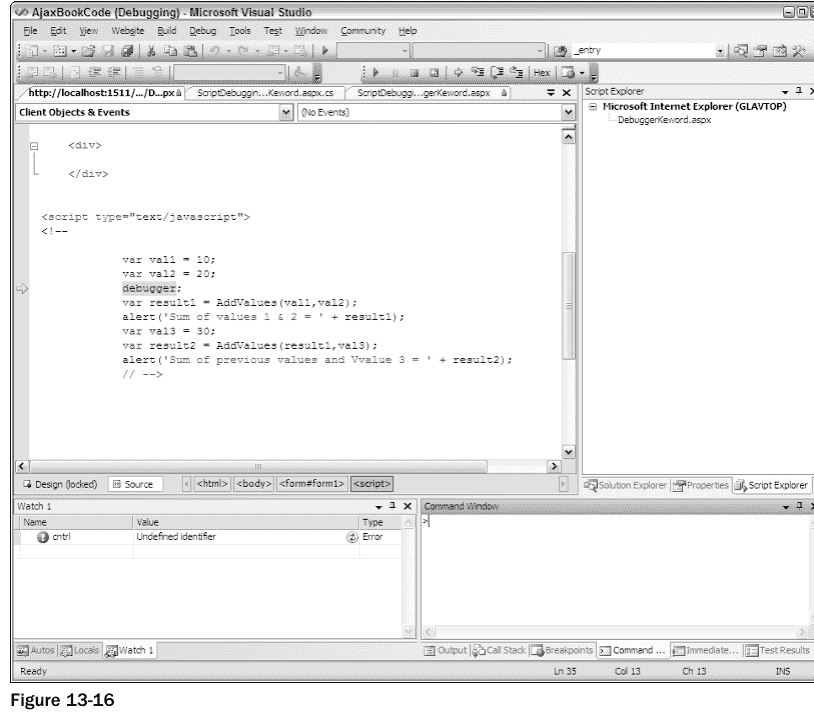 AjaxBookCode (Debugging) - Microsoft Visual Studio
File Edit View Website Build Debug Tools Test Window Community Help
_entry
Hex
http://localhost:1511/.../D...px ScriptDebuggin...Keword.aspx.cs ScriptDebuggi...gerKeword.aspx
Client Objects & Events (No Events)
<div>
</div>
<script type="text/javascript">
<!--
var val1 = 10;
var val2 = 20;
debugger;
var result1 = AddValues(val1,val2);
alert('Sum of values 1 & 2 = ' + result1);
var val3 = 30;
var result2 = AddValues(result1,val3);
alert('Sum of previous values and Vvalue 3 = ' + result2);
// -->
Design (locked) Source <html> <body> <form#form1> <script>
Script Explorer
Microsoft Internet Explorer (GLAVTOP)
DebuggerKeword.aspx
Solution Explorer Properties Script Explorer
Watch 1
Name Value Type
cntrl Undefined identifier Error
Autos Locals Watch 1
Command Window
>
Output Call Stack Breakpoints Command ... Immediate... Test Results
Ready Ln 35 Col 13 Ch 13 INS
Figure 13-16